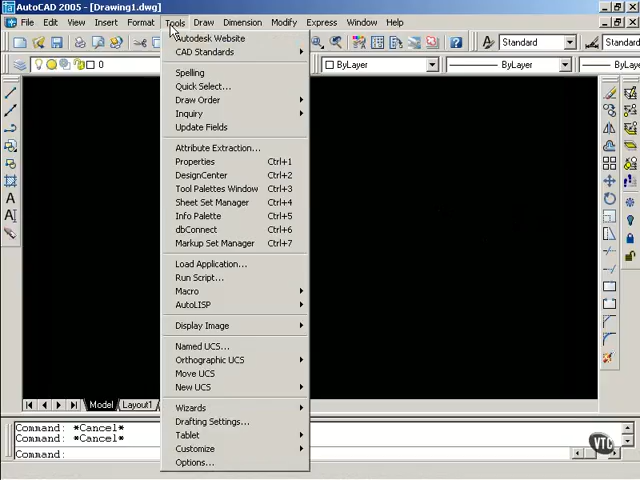 AutoCAD 2005 - [Drawing1.dwg]
File Edit View Insert Format Tools Draw Dimension Modify Express Window Help
Standard
0
ByLayer
ByLayer
ByLayer
Autodesk Website
CAD Standards
Spelling
Quick Select...
Draw Order
Inquiry
Update Fields
Attribute Extraction...
Properties Ctrl+1
DesignCenter Ctrl+2
Tool Palettes Window Ctrl+3
Sheet Set Manager Ctrl+4
Info Palette Ctrl+5
dbConnect Ctrl+6
Markup Set Manager Ctrl+7
Load Application...
Run Script...
Macro
AutoLISP
Display Image
Named UCS...
Orthographic UCS
Move UCS
New UCS
Wizards
Drafting Settings...
Tablet
Customize
Options...
A
A
Model Layout1
Command: *Cancel*
Command: *Cancel*
Command:
VTC